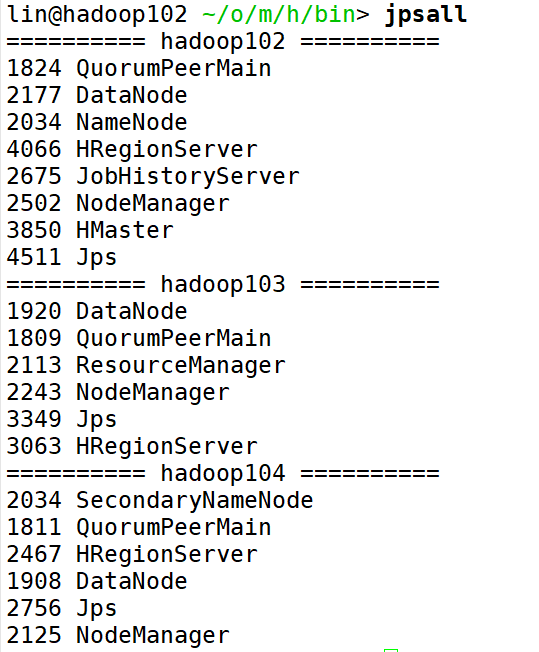 lin@hadoop102 ~/o/m/h/bin> jpsall
========== hadoop102 ==========
1824 QuorumPeerMain
2177 DataNode
2034 NameNode
4066 HRegionServer
2675 JobHistoryServer
2502 NodeManager
3850 HMaster
4511 Jps
========== hadoop103 ==========
1920 DataNode
1809 QuorumPeerMain
2113 ResourceManager
2243 NodeManager
3349 Jps
3063 HRegionServer
========== hadoop104 ==========
2034 SecondaryNameNode
1811 QuorumPeerMain
2467 HRegionServer
1908 DataNode
2756 Jps
2125 NodeManager